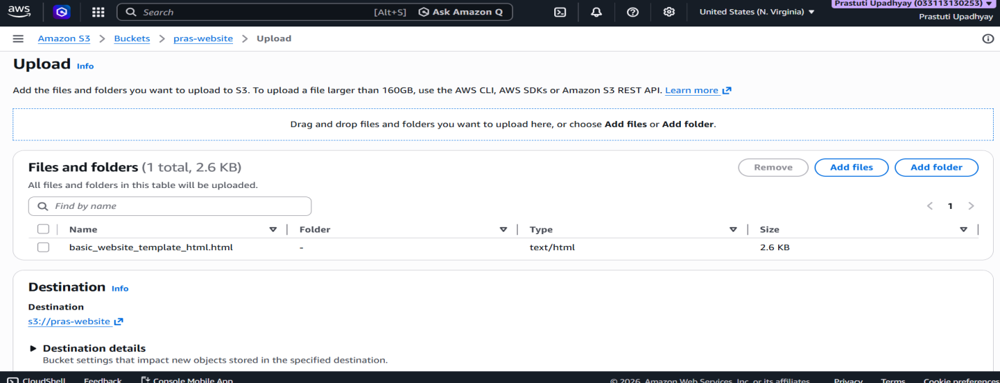 aws
Search [Alt+S] Ask Amazon Q United States (N. Virginia) Prastuti Upadhyay (033113130253)
Prastuti Upadhyay
Amazon S3 > Buckets > pras-website > Upload
Upload Info
Add the files and folders you want to upload to S3. To upload a file larger than 160GB, use the AWS CLI, AWS SDKs or Amazon S3 REST API. Learn more
Drag and drop files and folders you want to upload here, or choose Add files or Add folder.
Files and folders (1 total, 2.6 KB) Remove Add files Add folder
All files and folders in this table will be uploaded.
Find by name < 1 >
Name Folder Type Size
basic_website_template_html.html - text/html 2.6 KB
Destination Info
Destination
s3://pras-website
Destination details
Bucket settings that impact new objects stored in the specified destination.
CloudShell Feedback Console Mobile App © 2026, Amazon Web Services, Inc. or its affiliates. Privacy Terms Cookie preferences